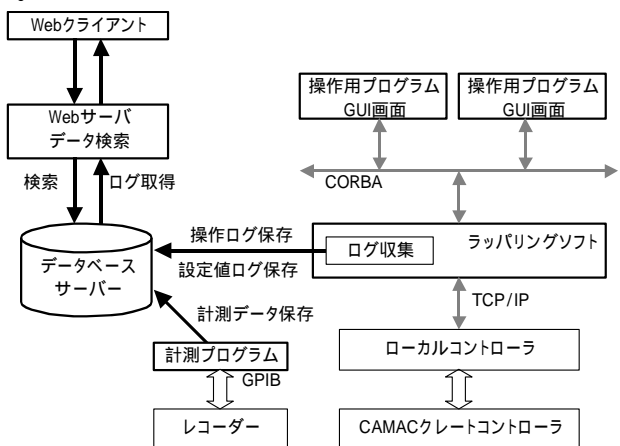 Webクライアント
Webサーバ
データ検索
検索
ログ取得
データベース
サーバー
操作ログ保存
設定値ログ保存
計測データ保存
計測プログラム
GPIB
レコーダー
操作用プログラム
GUI画面
操作用プログラム
GUI画面
CORBA
ログ収集
ラッパリングソフト
TCP/IP
ローカルコントローラ
CAMACクレートコントローラ